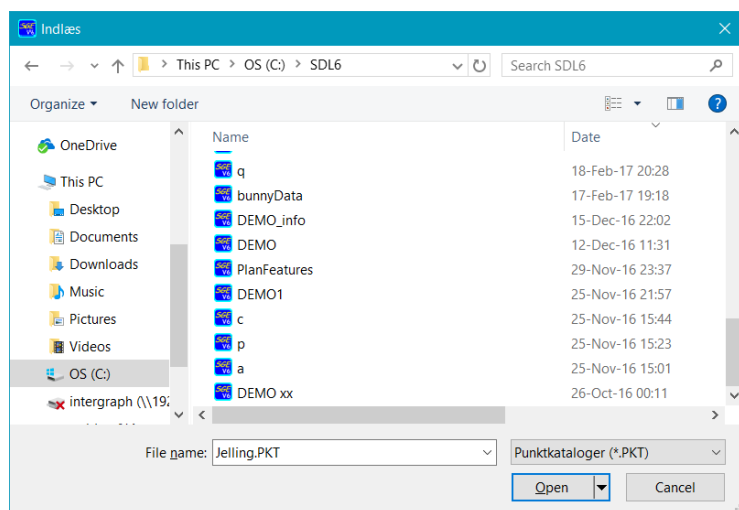 Indlæs
This PC > OS (C:) > SDL6
Search SDL6
Organize
New folder
Name
Date
OneDrive
This PC
Desktop
Documents
Downloads
Music
Pictures
Videos
OS (C:)
intergraph (\\192
q 18-Feb-17 20:28
bunnyData 17-Feb-17 19:18
DEMO_info 15-Dec-16 22:02
DEMO 12-Dec-16 11:31
PlanFeatures 29-Nov-16 23:37
DEMO1 25-Nov-16 21:57
c 25-Nov-16 15:44
p 25-Nov-16 15:23
a 25-Nov-16 15:01
DEMO xx 26-Oct-16 00:11
File name: Jelling.PKT
Punktkataloger (*.PKT)
Open
Cancel